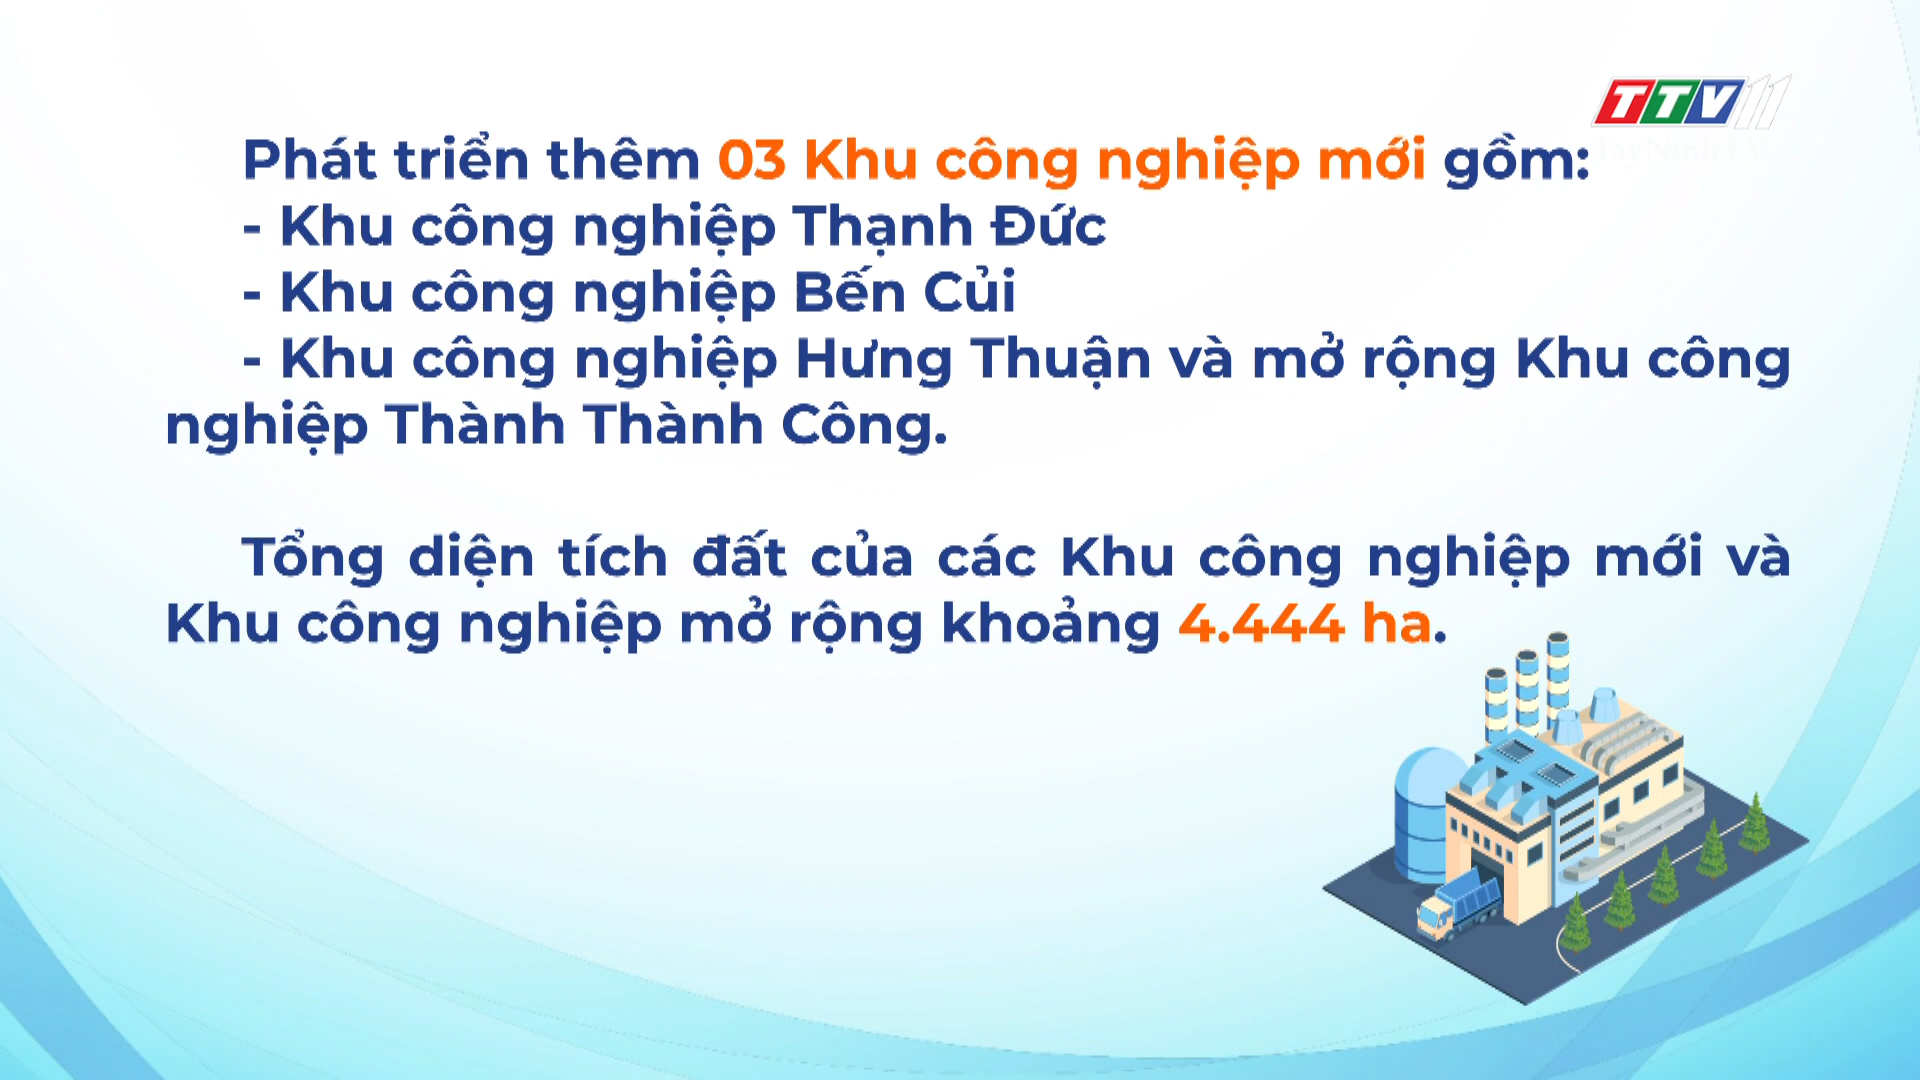 TTV11
TayNinhTV
Phát triển thêm 03 Khu công nghiệp mới gồm:
- Khu công nghiệp Thạnh Đức
- Khu công nghiệp Bến Củi
- Khu công nghiệp Hưng Thuận và mở rộng Khu công
nghiệp Thành Thành Công.
Tổng diện tích đất của các Khu công nghiệp mới và
Khu công nghiệp mở rộng khoảng 4.444 ha.